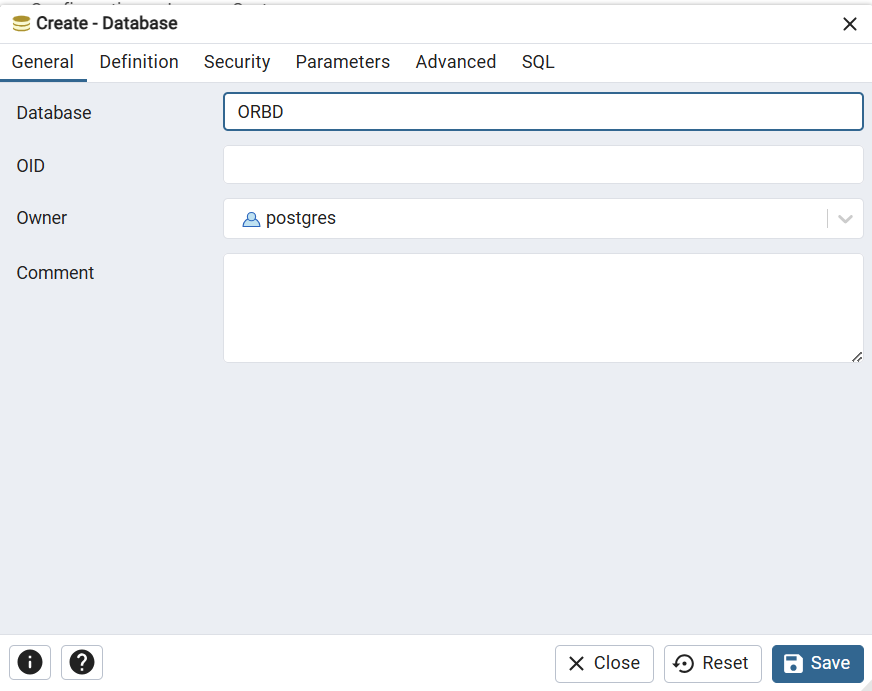 Create - Database
General Definition Security Parameters Advanced SQL
Database ORBD
OID
Owner postgres
Comment
Close Reset Save